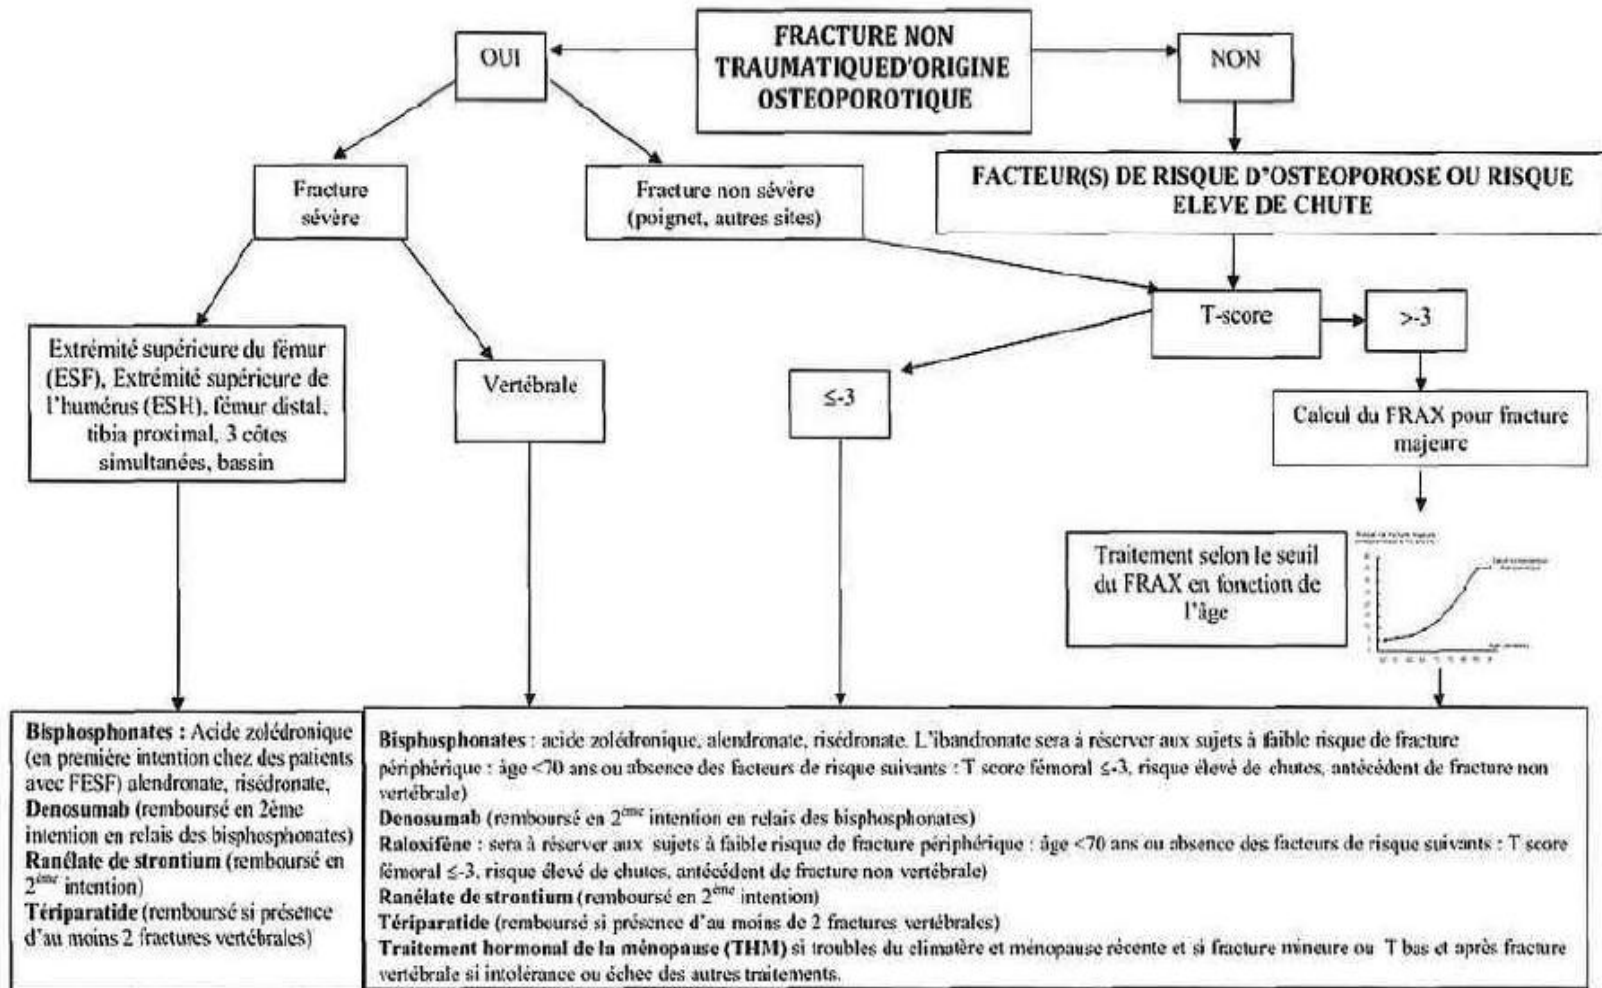 FRACTURE NON
TRAUMATIQUED'ORIGINE
OSTEOPOROTIQUE
OUI
NON
Fracture
sévère
Fracture non sévère
(poignet, autres sites)
FACTEUR(S) DE RISQUE D'OSTEOPOROSE OU RISQUE
ELEVE DE CHUTE
T-score
>-3
Extrémité supérieure du fémur
(ESF), Extrémité supérieure de
l'humérus (ESH), fémur distal,
tibia proximal, 3 côtes
simultanées, bassin
Vertébrale
≤-3
Calcul du FRAX pour fracture
majeure
Traitement selon le seuil
du FRAX en fonction de
l'âge
Bisphosphonates : Acide zolédronique
(en première intention chez des patients
avec FESF) alendronate, risédronate,
Denosumab (remboursé en 2ème
intention en relais des bisphosphonates)
Ranélate de strontium (remboursé en
2ème intention)
Tériparatide (remboursé si présence
d'au moins 2 fractures vertébrales)
Bisphosphonates : acide zolédronique, alendronate, risédronate. L'ibandronate sera à réserver aux sujets à faible risque de fracture
périphérique : âge <70 ans ou absence des facteurs de risque suivants : T score fémoral ≤-3, risque élevé de chutes, antécédent de fracture non
vertébrale)
Denosumab (remboursé en 2ème intention en relais des bisphosphonates)
Raloxifène : sera à réserver aux sujets à faible risque de fracture périphérique : âge <70 ans ou absence des facteurs de risque suivants : T score
fémoral ≤-3, risque élevé de chutes, antécédent de fracture non vertébrale)
Ranélate de strontium (remboursé en 2ème intention)
Tériparatide (remboursé si présence d'au moins de 2 fractures vertébrales)
Traitement hormonal de la ménopause (THM) si troubles du climatère et ménopause récente et si fracture mineure ou T bas et après fracture
vertébrale si intolérance ou échec des autres traitements.